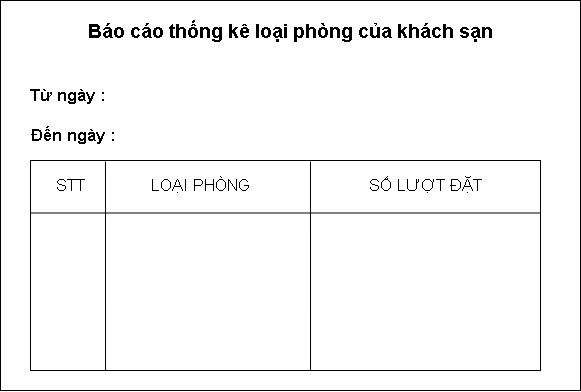 Báo cáo thống kê loại phòng của khách sạn
Từ ngày :
Đến ngày :
STT LOẠI PHÒNG SỐ LƯỢT ĐẶT